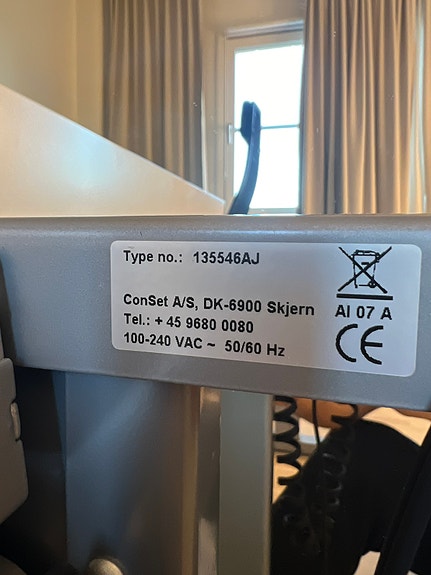 Type no.: 135546AJ
ConSet A/S, DK-6900 Skjern
Tel.: + 45 9680 0080
100-240 VAC ~ 50/60 Hz
AI 07 A
CE